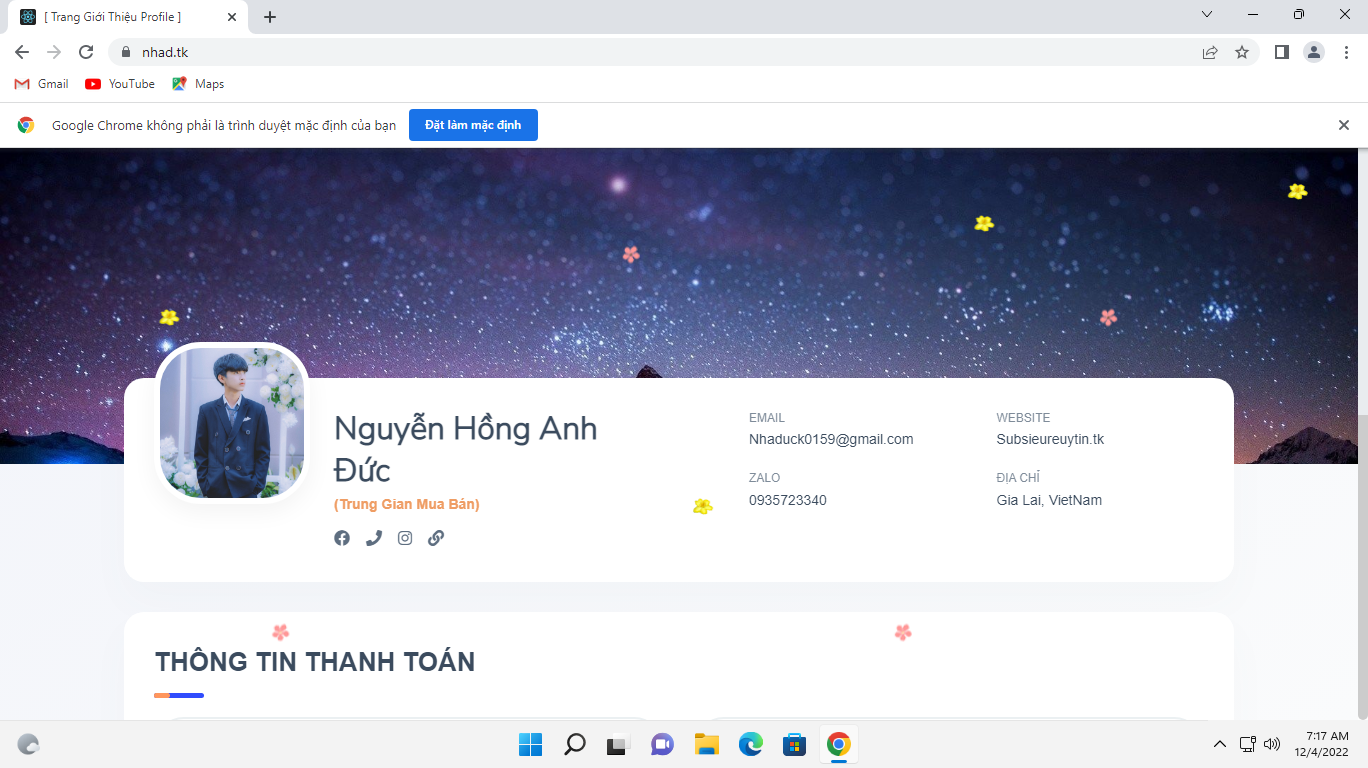 [ Trang Giới Thiệu Profile ]
nhad.tk
Gmail YouTube Maps
Google Chrome không phải là trình duyệt mặc định của bạn Đặt làm mặc định
Nguyễn Hồng Anh
Đức
(Trung Gian Mua Bán)
EMAIL
Nhaduck0159@gmail.com
ZALO
0935723340
WEBSITE
Subsieureuytin.tk
ĐỊA CHỈ
Gia Lai, VietNam
THÔNG TIN THANH TOÁN
7:17 AM
12/4/2022